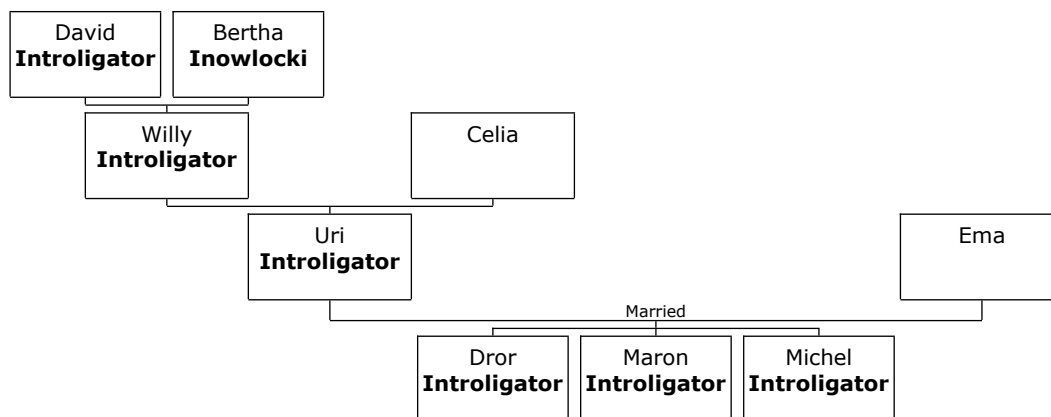 David
Introligator
Bertha
Inowlocki
Willy
Introligator
Celia
Uri
Introligator
Ema
Married
Dror
Introligator
Maron
Introligator
Michel
Introligator